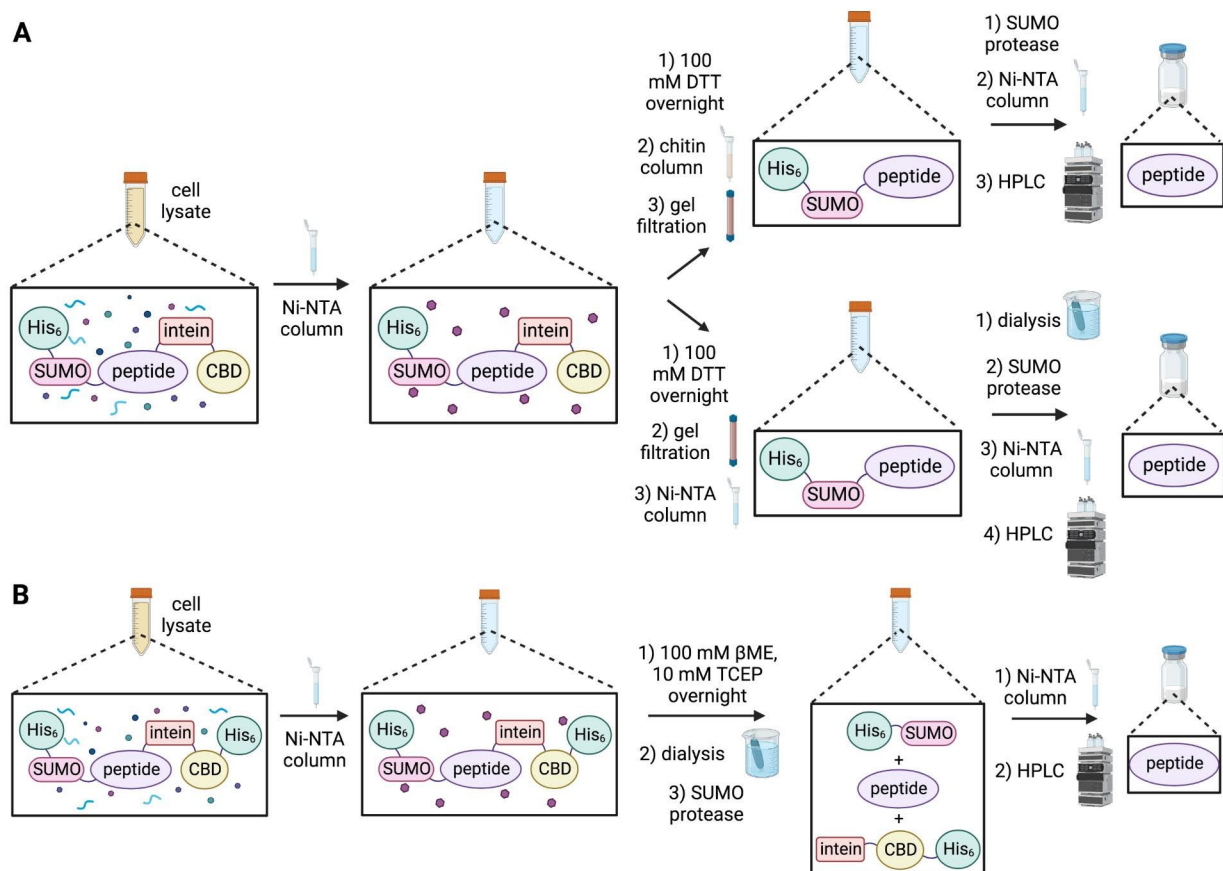 A
cell
lysate
His₆
SUMO
peptide
intein
CBD
Ni-NTA
column
His₆
SUMO
peptide
intein
CBD
1) 100
mM DTT
overnight
2) chitin
column
3) gel
filtration
His₆
SUMO
peptide
1) SUMO
protease
2) Ni-NTA
column
3) HPLC
peptide
1) 100
mM DTT
overnight
2) gel
filtration
3) Ni-NTA
column
His₆
SUMO
peptide
1) dialysis
2) SUMO
protease
3) Ni-NTA
column
4) HPLC
peptide
B
cell
lysate
His₆
SUMO
peptide
intein
CBD
His₆
Ni-NTA
column
His₆
SUMO
peptide
intein
CBD
His₆
1) 100 mM βME,
10 mM TCEP
overnight
2) dialysis
3) SUMO
protease
His₆ SUMO
+
peptide
+
intein CBD His₆
1) Ni-NTA
column
2) HPLC
peptide